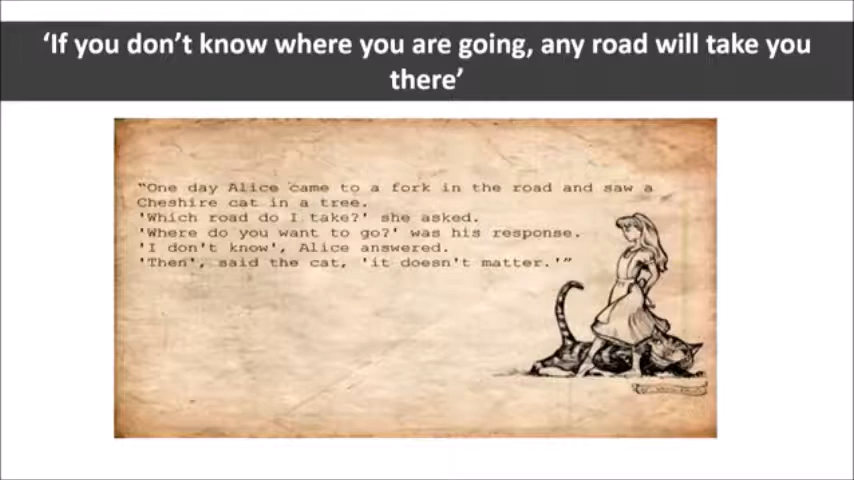 ‘If you don’t know where you are going, any road will take you
there’
“One day Alice came to a fork in the road and saw a
Cheshire cat in a tree.
'Which road do I take?' she asked.
'Where do you want to go?' was his response.
'I don't know', Alice answered.
'Then', said the cat, 'it doesn't matter.'”